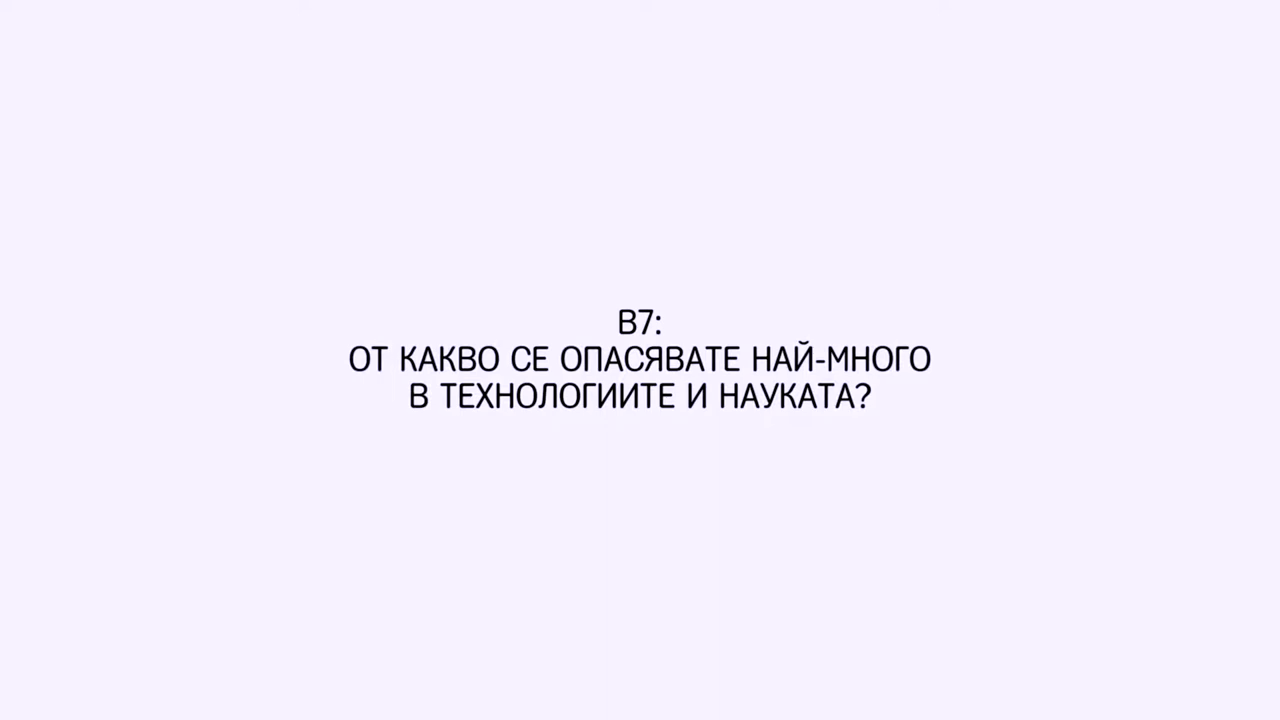 В7:
ОТ КАКВО СЕ ОПАСЯВАТЕ НАЙ-МНОГО
В ТЕХНОЛОГИИТЕ И НАУКАТА?